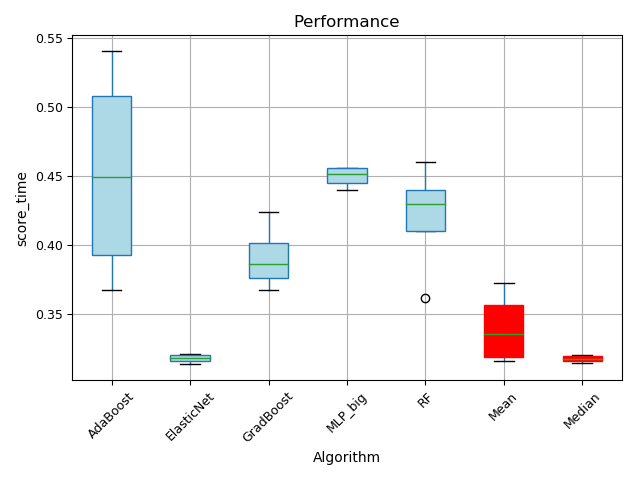 Performance
0.55
0.50
0.45
0.40
0.35
score_time
AdaBoost
ElasticNet
GradBoost
MLP_big
RF
Mean
Median
Algorithm